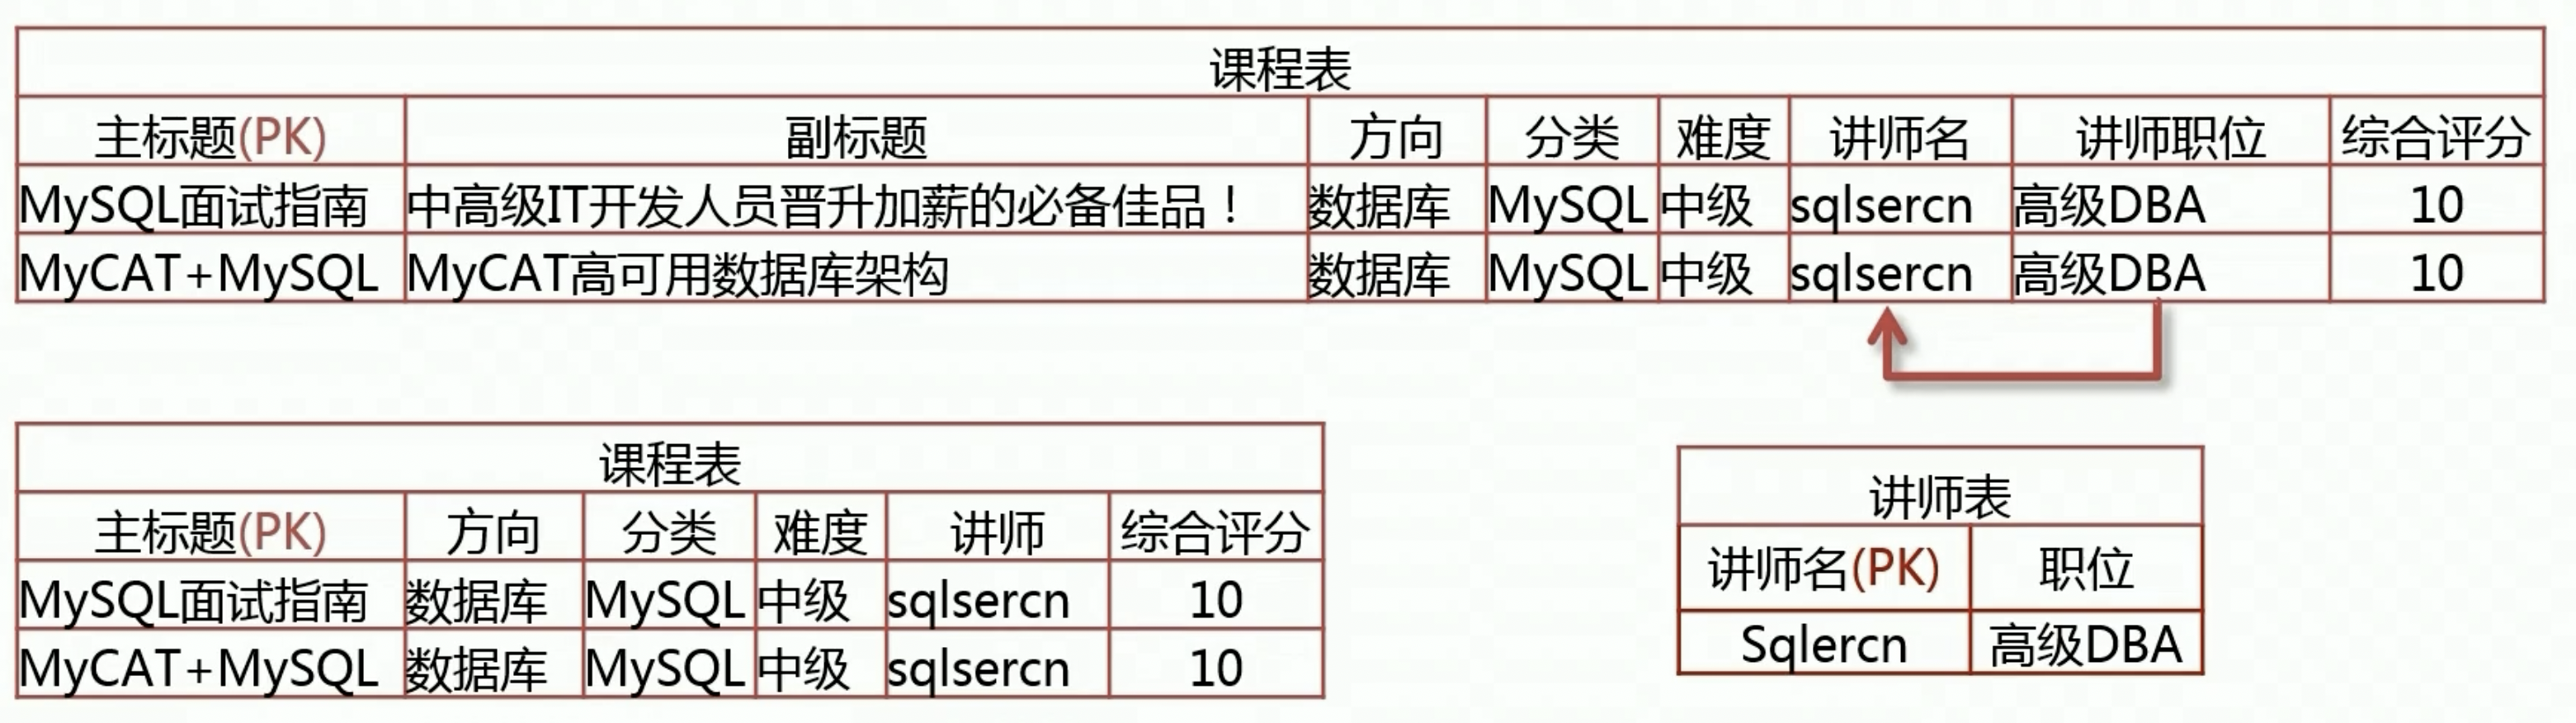 课程表
主标题(PK) 副标题 方向 分类 难度 讲师名 讲师职位 综合评分
MySQL面试指南 中高级IT开发人员晋升加薪的必备佳品！ 数据库 MySQL 中级 sqlsercn 高级DBA 10
MyCAT+MySQL MyCAT高可用数据库架构 数据库 MySQL 中级 sqlsercn 高级DBA 10
课程表
主标题(PK) 方向 分类 难度 讲师 综合评分
MySQL面试指南 数据库 MySQL 中级 sqlsercn 10
MyCAT+MySQL 数据库 MySQL 中级 sqlsercn 10
讲师表
讲师名(PK) 职位
Sqlercn 高级DBA